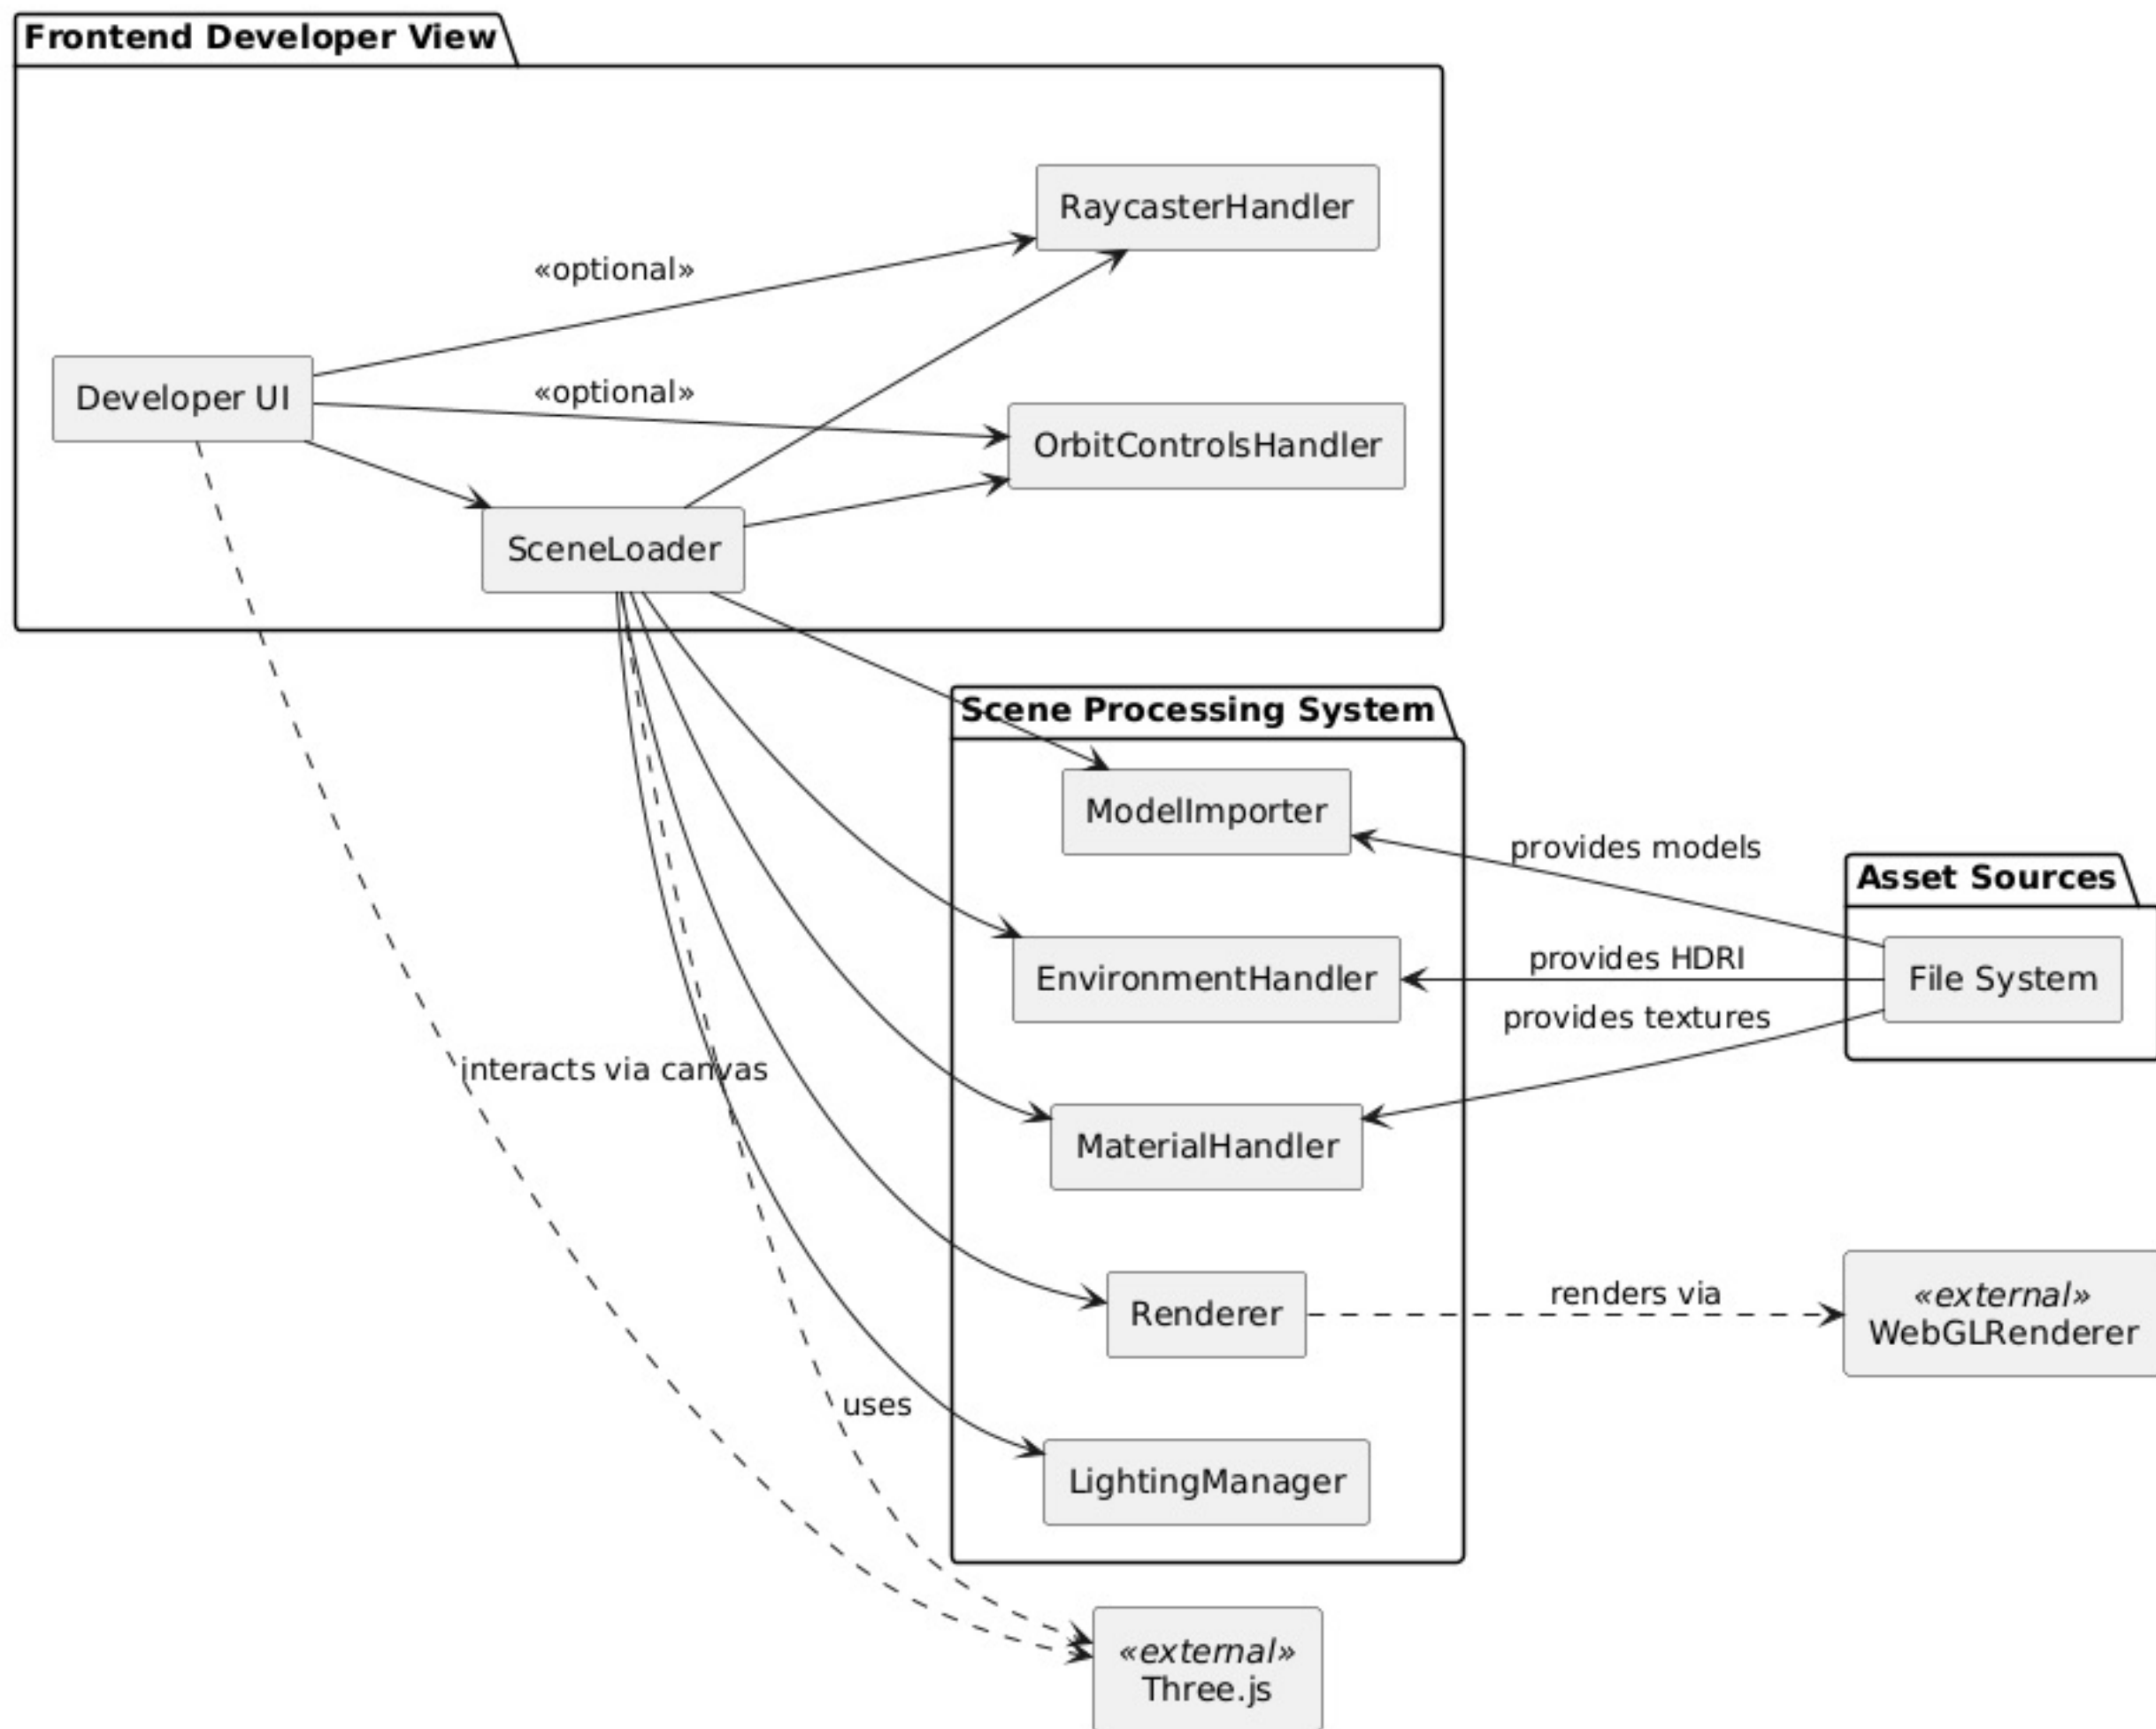 Frontend Developer View
RaycasterHandler
«optional»
Developer UI
«optional»
OrbitControlsHandler
SceneLoader
Scene Processing System
ModelImporter
provides models
Asset Sources
EnvironmentHandler
provides HDRI
File System
provides textures
interacts via canvas
MaterialHandler
Renderer
renders via
«external»
WebGLRenderer
uses
LightingManager
«external»
Three.js